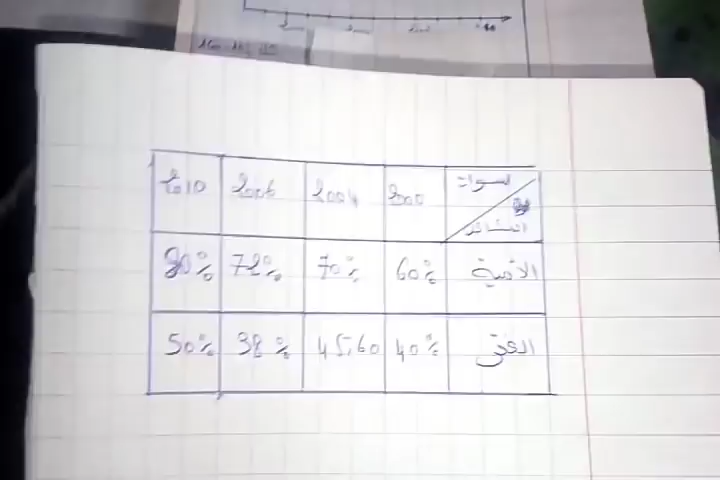 السنوات 2000 2004 2006 2010
الأمية 60% 70% 72% 80%
الفقر 40% 45,60 38% 50%